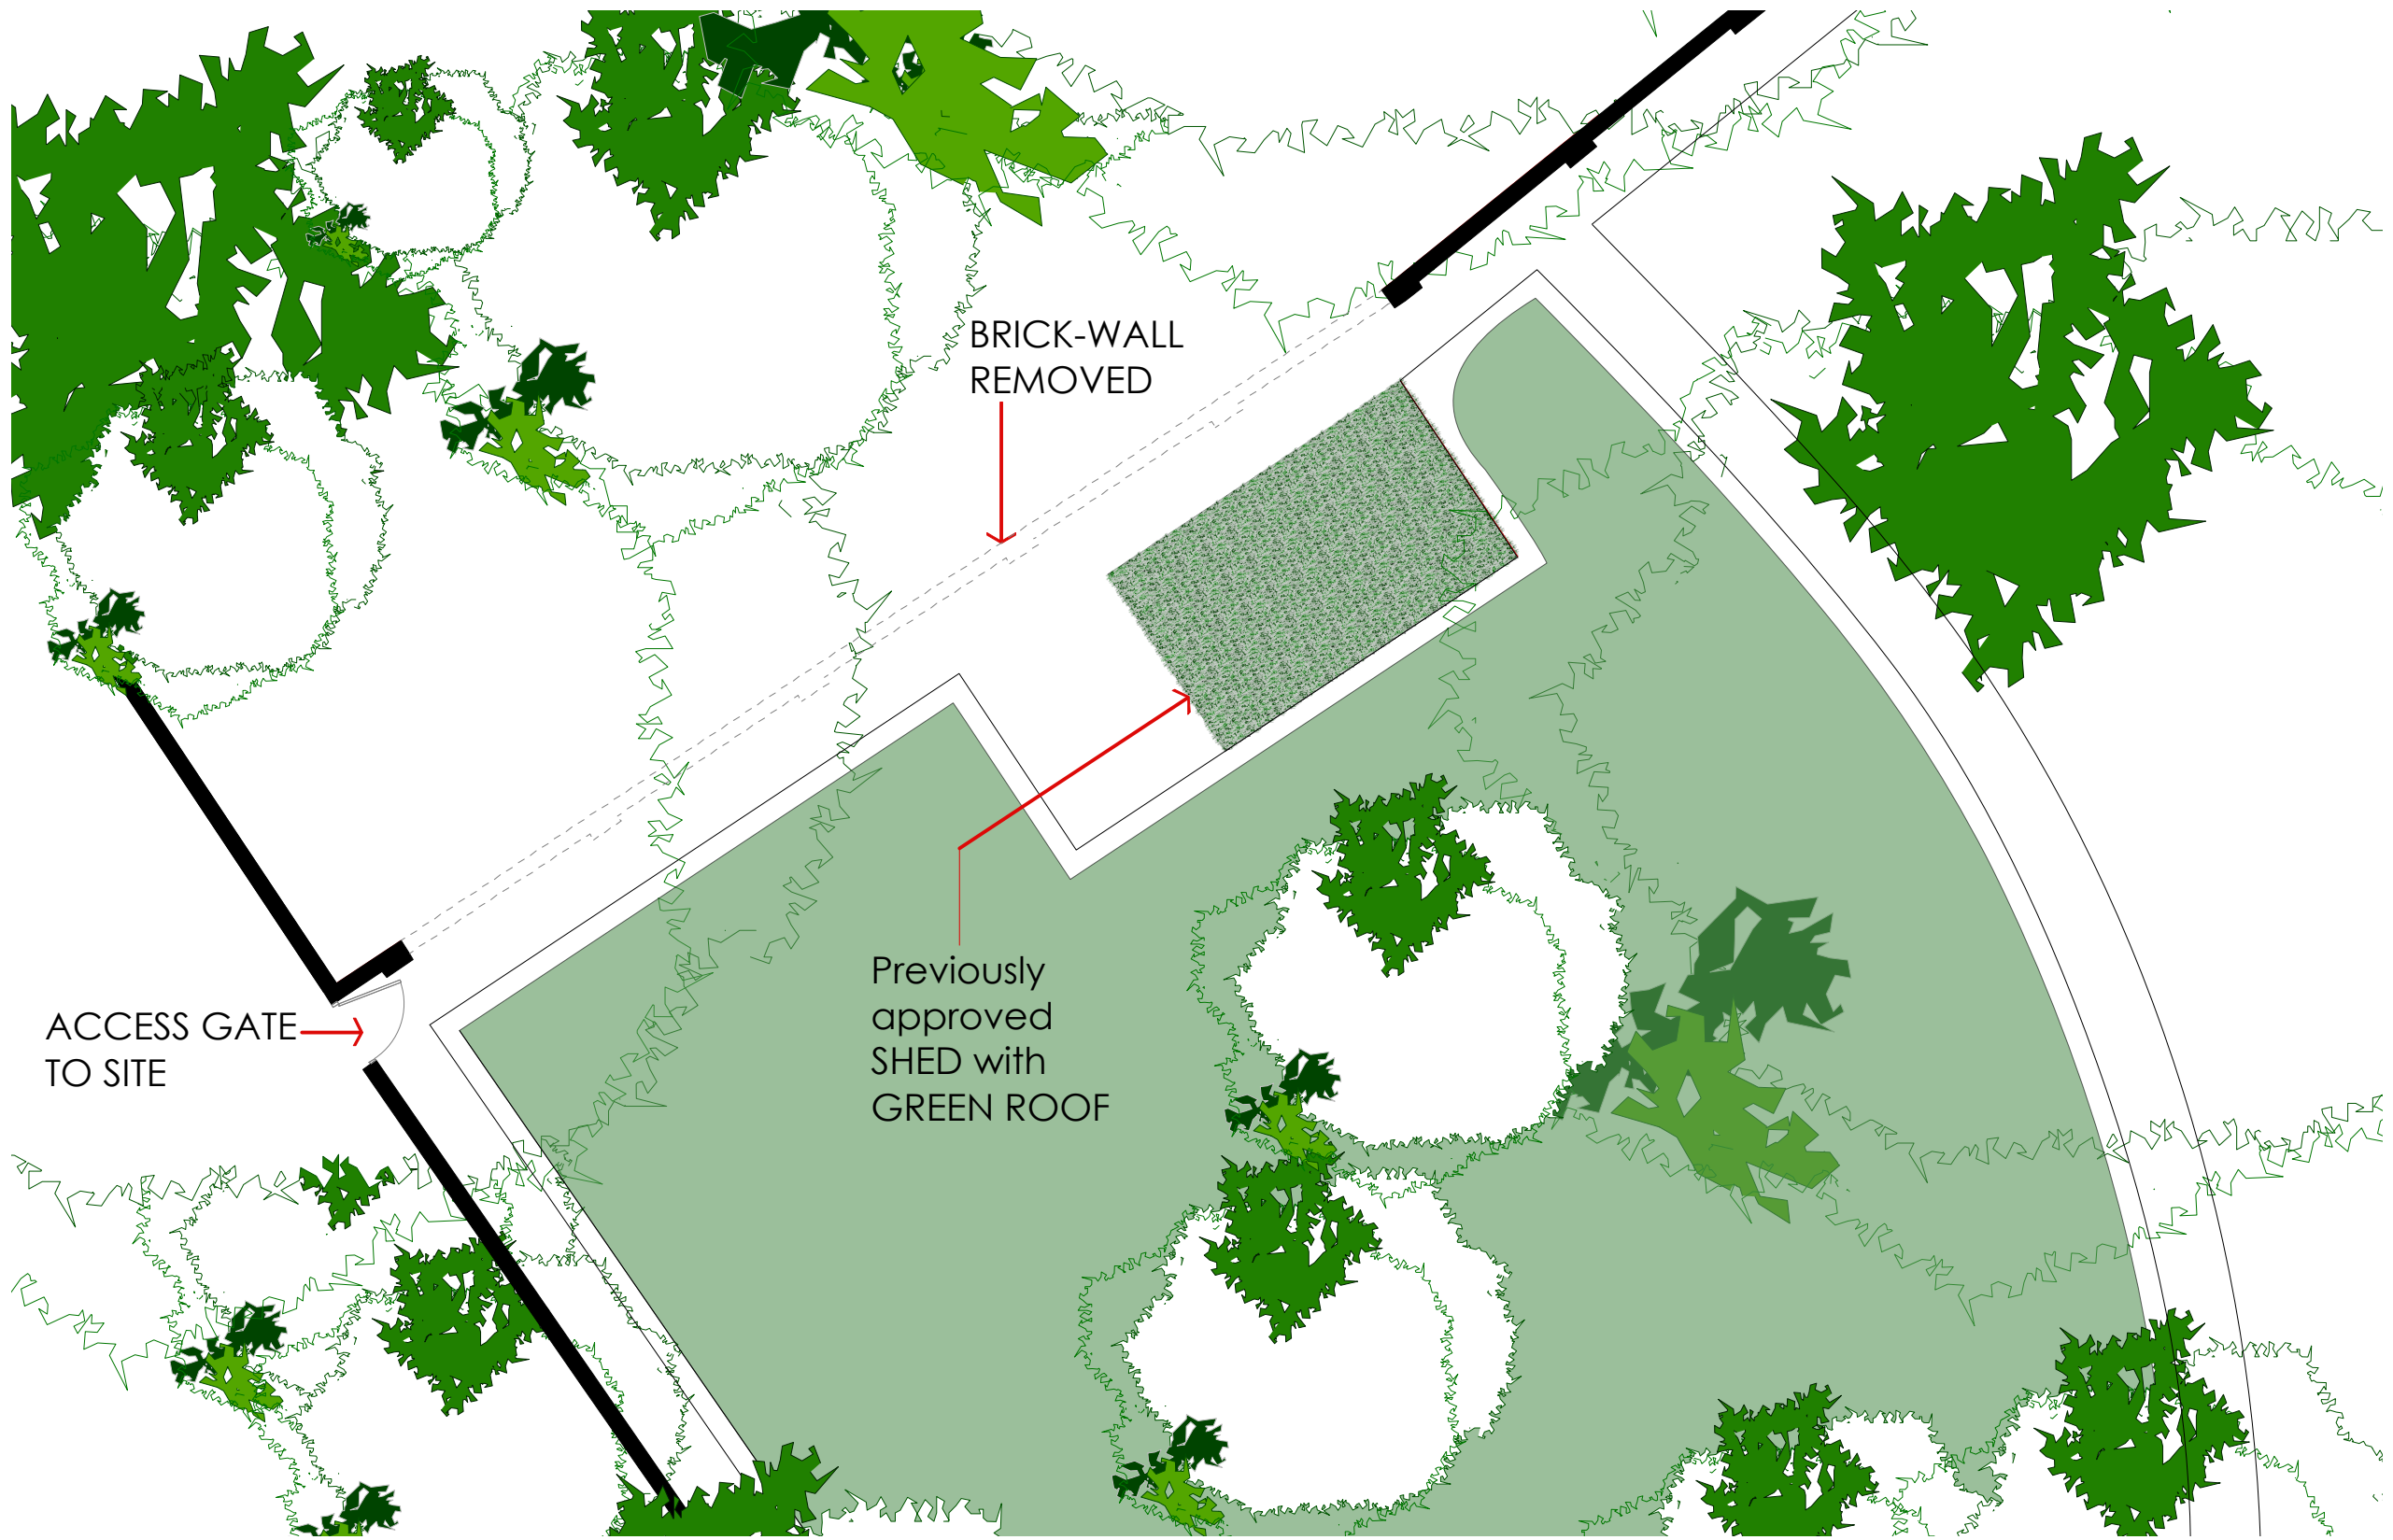 BRICK-WALL
REMOVED
ACCESS GATE
TO SITE
Previously
approved
SHED with
GREEN ROOF